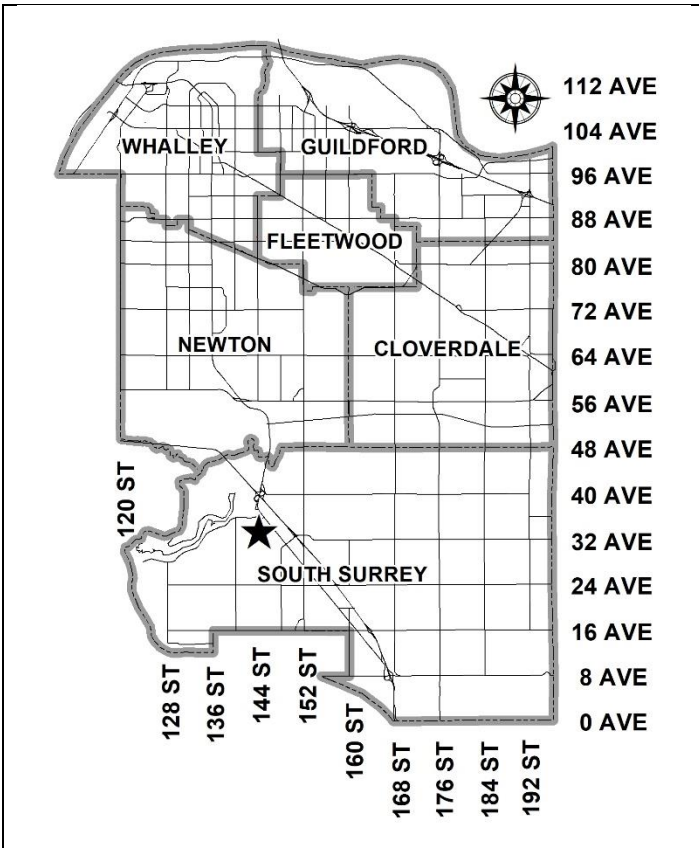 112 AVE
104 AVE
WHALLEY
GUILDFORD
96 AVE
88 AVE
FLEETWOOD
80 AVE
72 AVE
NEWTON
CLOVERDALE
64 AVE
56 AVE
48 AVE
120 ST
40 AVE
32 AVE
SOUTH SURREY
24 AVE
16 AVE
8 AVE
0 AVE
128 ST
136 ST
144 ST
152 ST
160 ST
168 ST
176 ST
184 ST
192 ST